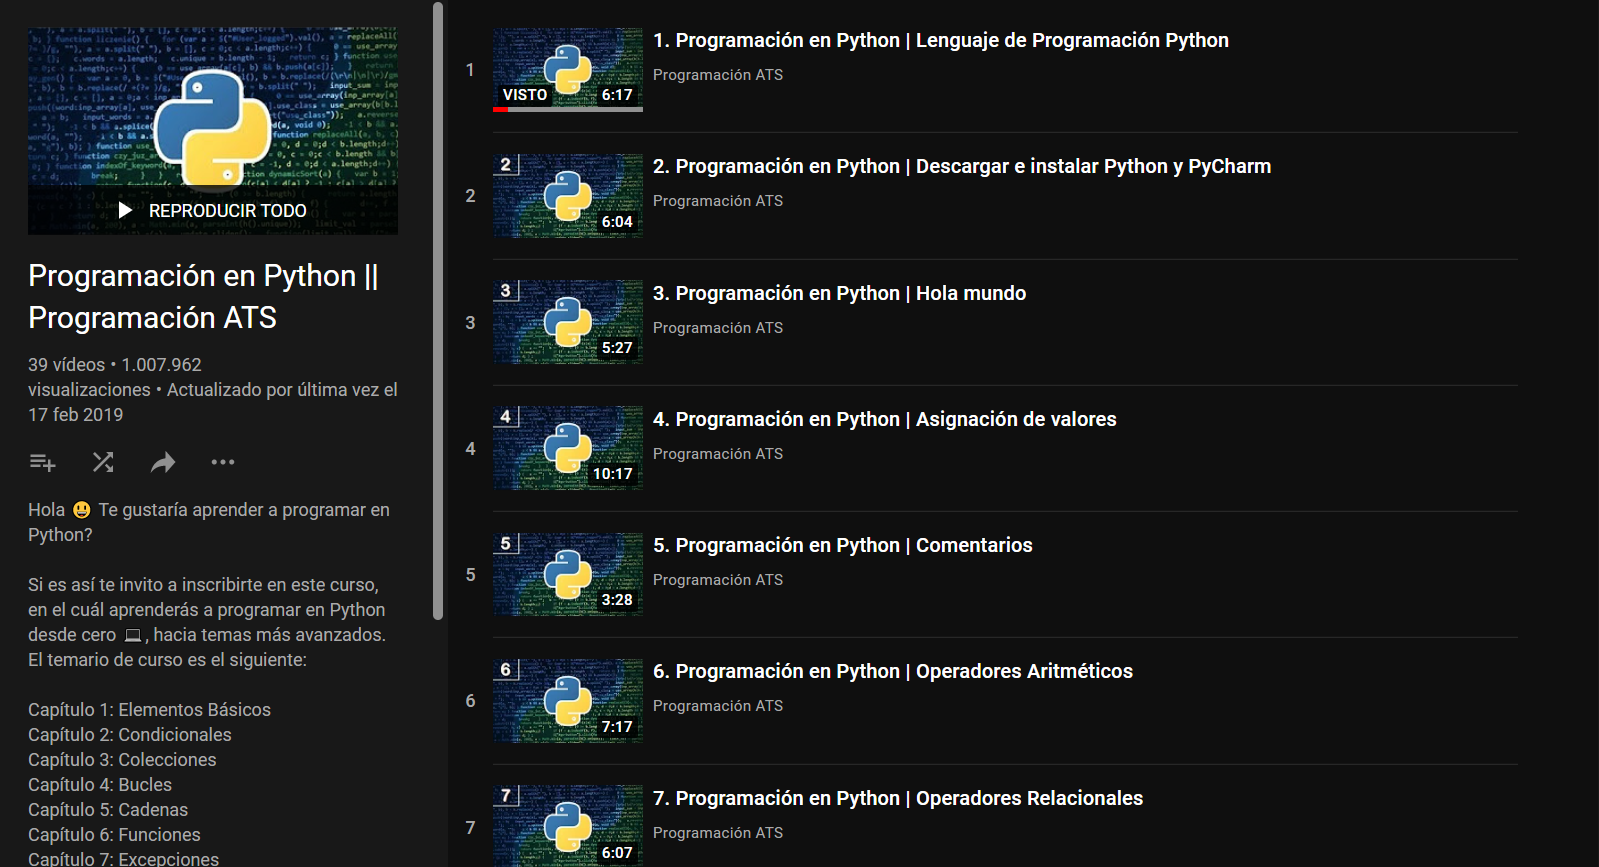 REPRODUCIR TODO
Programación en Python ||
Programación ATS
39 vídeos • 1.007.962
visualizaciones • Actualizado por última vez el
17 feb 2019
Hola 😃 Te gustaría aprender a programar en
Python?
Si es así te invito a inscribirte en este curso,
en el cuál aprenderás a programar en Python
desde cero 💻, hacia temas más avanzados.
El temario de curso es el siguiente:
Capítulo 1: Elementos Básicos
Capítulo 2: Condicionales
Capítulo 3: Colecciones
Capítulo 4: Bucles
Capítulo 5: Cadenas
Capítulo 6: Funciones
Capítulo 7: Excepciones
1
VISTO
6:17
1. Programación en Python | Lenguaje de Programación Python
Programación ATS
2
2
6:04
2. Programación en Python | Descargar e instalar Python y PyCharm
Programación ATS
3
3
5:27
3. Programación en Python | Hola mundo
Programación ATS
4
4
10:17
4. Programación en Python | Asignación de valores
Programación ATS
5
5
3:28
5. Programación en Python | Comentarios
Programación ATS
6
6
7:17
6. Programación en Python | Operadores Aritméticos
Programación ATS
7
7
6:07
7. Programación en Python | Operadores Relacionales
Programación ATS